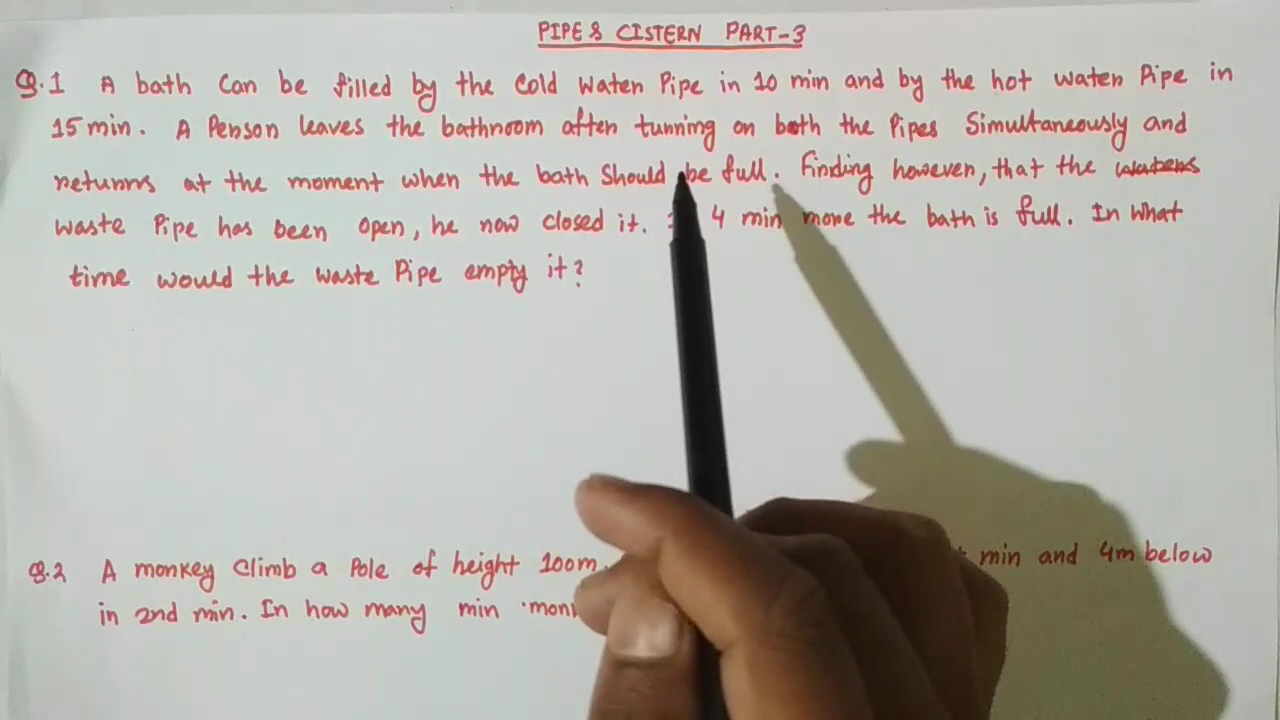 PIPE & CISTERN PART-3
Q.1 A bath can be filled by the cold water Pipe in 10 min and by the hot water Pipe in
15 min. A Person leaves the bathroom after turning on both the Pipes Simultaneously and
returns at the moment when the bath Should be full. Finding however, that the
waste Pipe has been open, he now closed it. 4 min more the bath is full. In what
time would the waste Pipe empty it?
Q.2 A monkey Climb a Pole of height 100m. min and 4m below
in 2nd min. In how many min